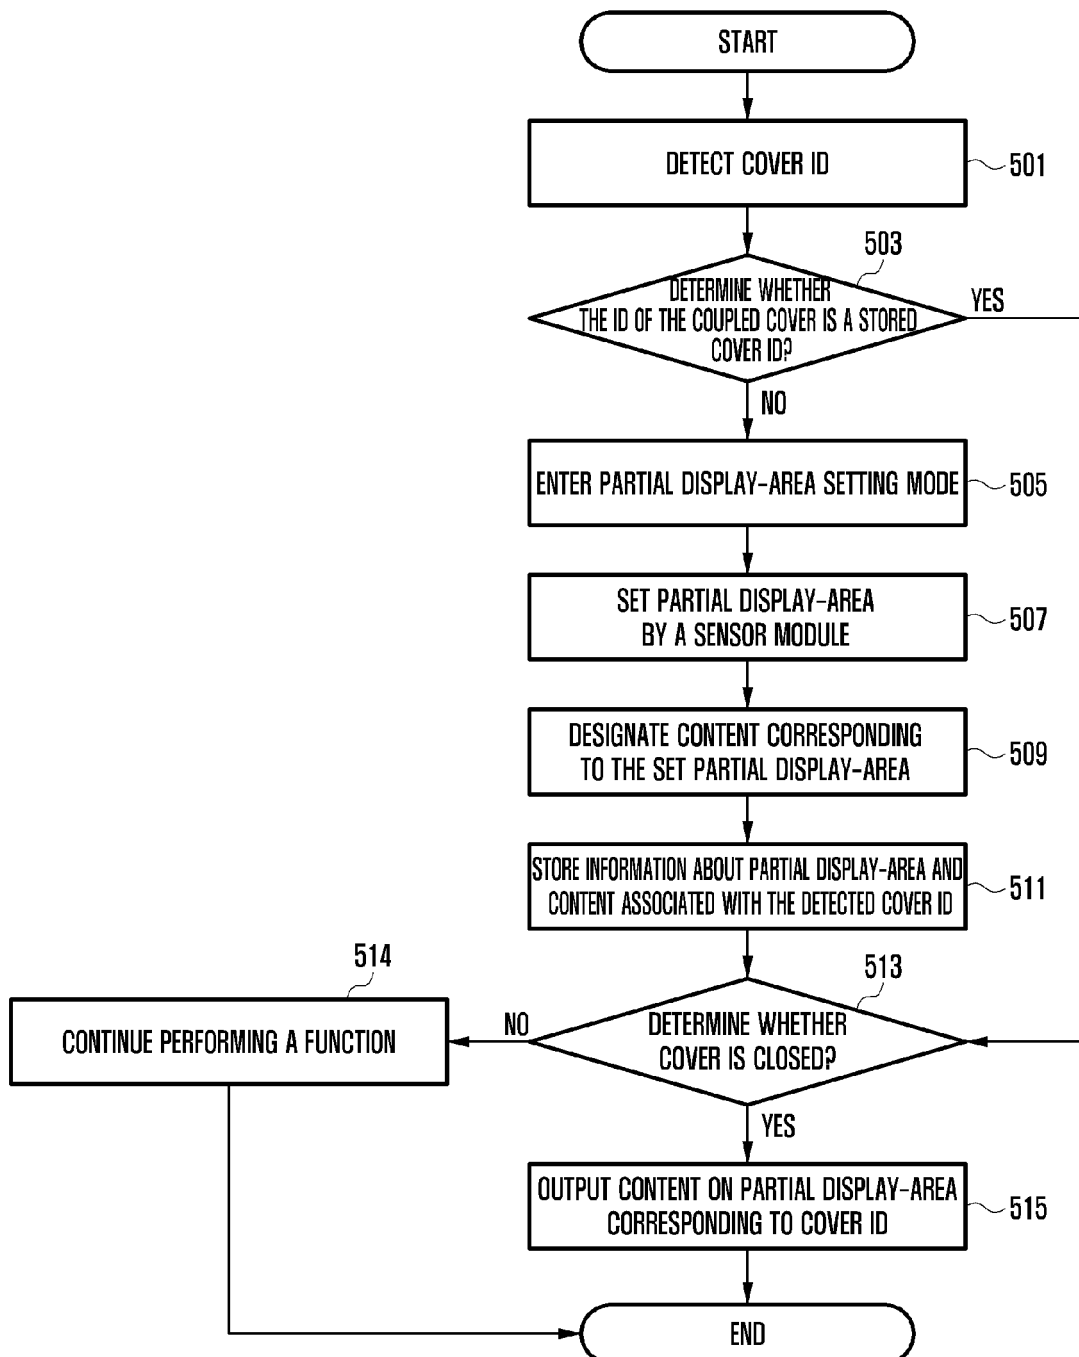 START
DETECT COVER ID
501
503
DETERMINE WHETHER
THE ID OF THE COUPLED COVER IS A STORED
COVER ID?
YES
NO
ENTER PARTIAL DISPLAY-AREA SETTING MODE
505
SET PARTIAL DISPLAY-AREA
BY A SENSOR MODULE
507
DESIGNATE CONTENT CORRESPONDING
TO THE SET PARTIAL DISPLAY-AREA
509
STORE INFORMATION ABOUT PARTIAL DISPLAY-AREA AND
CONTENT ASSOCIATED WITH THE DETECTED COVER ID
511
514
513
CONTINUE PERFORMING A FUNCTION
NO
DETERMINE WHETHER
COVER IS CLOSED?
YES
OUTPUT CONTENT ON PARTIAL DISPLAY-AREA
CORRESPONDING TO COVER ID
515
END